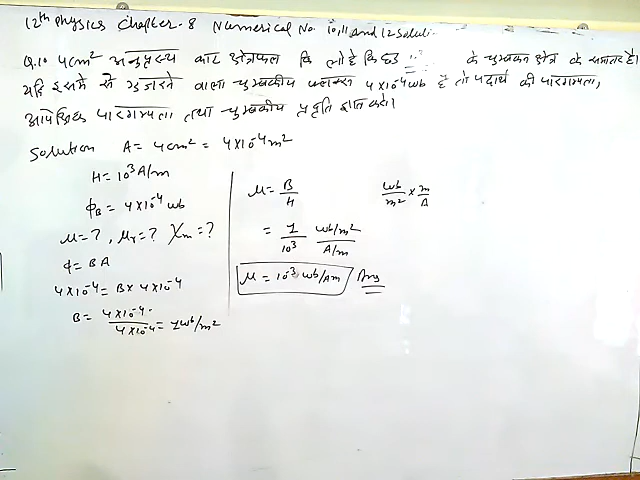 12th Physics Chapter-8 Numerical No. 10,11 and 12 Soluti..
Q.10 4cm² अनुप्रस्थ काट क्षेत्रफल कि लोहे कि छड़ के चुम्बकन क्षेत्र के समांतर है।
यदि इसमें से गुजरने वाला चुम्बकीय फ्लक्स 4×10⁻⁴ wb है तो पदार्थ की पारगम्यता,
आपेक्षिक पारगम्यता तथा चुम्बकीय प्रवृति ज्ञात करो।
Solution A = 4cm² = 4×10⁻⁴m²
H = 10³ A/m
ϕB = 4×10⁻⁴ wb
μ = ? , μr = ? χm = ?
ϕ = BA
4×10⁻⁴ = B× 4×10⁻⁴
B = 4×10⁻⁴ / 4×10⁻⁴ = 1 wb/m²
μ = B/H wb/m² × m/A
= 1/10³ wb/m² / A/m
μ = 10⁻³ wb/Am Ans